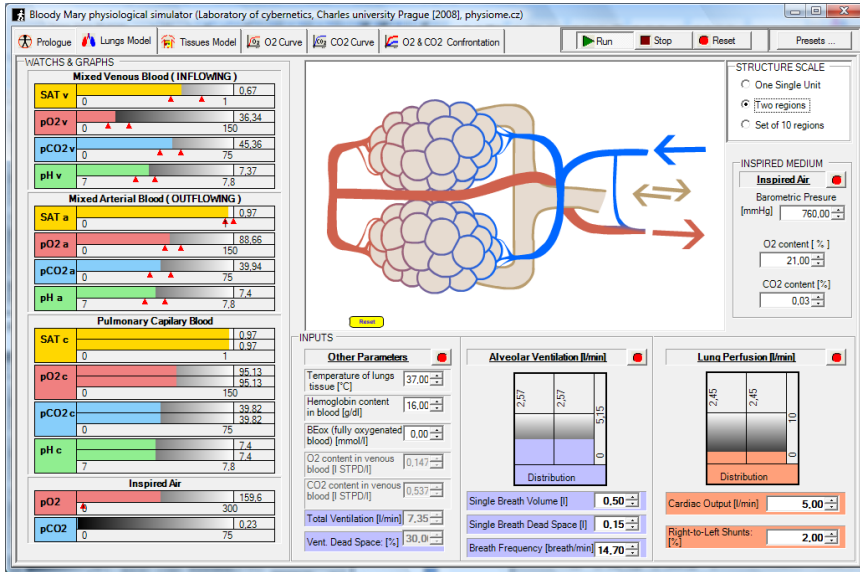 Bloody Mary physiological simulator (Laboratory of cybernetics, Charles university Prague [2008], physiome.cz)
Prologue Lungs Model Tissues Model O2 Curve CO2 Curve O2 & CO2 Confrontation Run Stop Reset Presets ...
WATCHS & GRAPHS
Mixed Venous Blood ( INFLOWING )
SAT v 0,67
0 1
pO2 v 36,34
0 150
pCO2 v 45,36
0 75
pH v 7,37
7 7,8
Mixed Arterial Blood ( OUTFLOWING )
SAT a 0,97
0 1
pO2 a 88,66
0 150
pCO2 a 39,94
0 75
pH a 7,4
7 7,8
Pulmonary Capilary Blood
SAT c 0,97
0,97
0 1
pO2 c 95,13
95,13
0 150
pCO2 c 39,82
39,82
0 75
pH c 7,4
7,4
7 7,8
Inspired Air
pO2 159,6
0 300
pCO2 0,23
0 75
Reset
STRUCTURE SCALE
One Single Unit
Two regions
Set of 10 regions
INSPIRED MEDIUM
Inspired Air
Barometric Presure
[mmHg] 760,00
O2 content [ % ]
21,00
CO2 content [%]
0,03
INPUTS
Other Parameters
Temperature of lungs
tissue [°C] 37,00
Hemoglobin content
in blood [g/dl] 16,00
BEox (fully oxygenated
blood) [mmol/l] 0,00
O2 content in venous
blood [l STPD/l] 0,147
CO2 content in venous
blood [l STPD/l] 0,537
Total Ventilation [l/min] 7,35
Vent. Dead Space: [%] 30,0
Alveolar Ventilation [l/min]
2,57 2,57 5,15
0
Distribution
Single Breath Volume [l] 0,50
Single Breath Dead Space [l] 0,15
Breath Frequency [breath/min] 14,70
Lung Perfusion [l/min]
2,45 2,45 10
0
Distribution
Cardiac Output [l/min] 5,00
Right-to-Left Shunts:
[%] 2,00